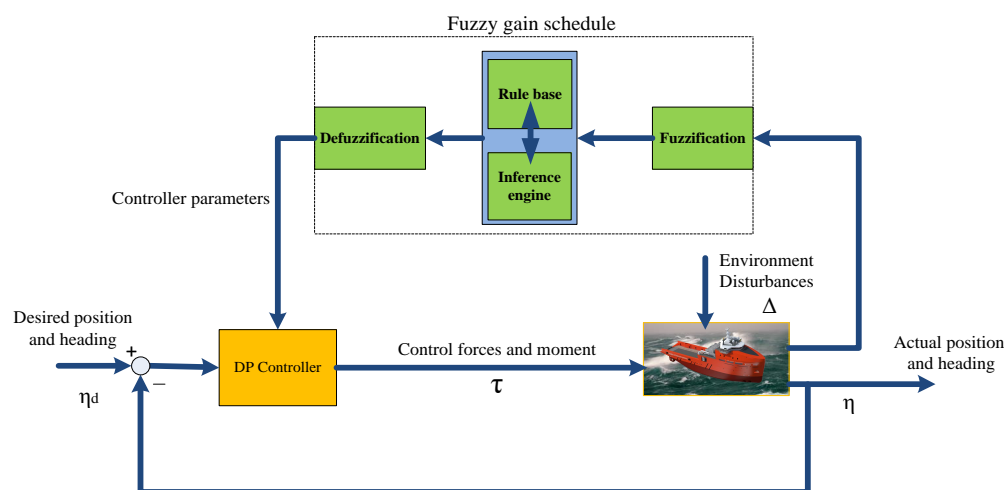 Fuzzy gain schedule
Rule base
Defuzzification
Fuzzification
Inference
engine
Controller parameters
Environment
Disturbances
Δ
Desired position
and heading
+
−
ηd
DP Controller
Control forces and moment
τ
Actual position
and heading
η